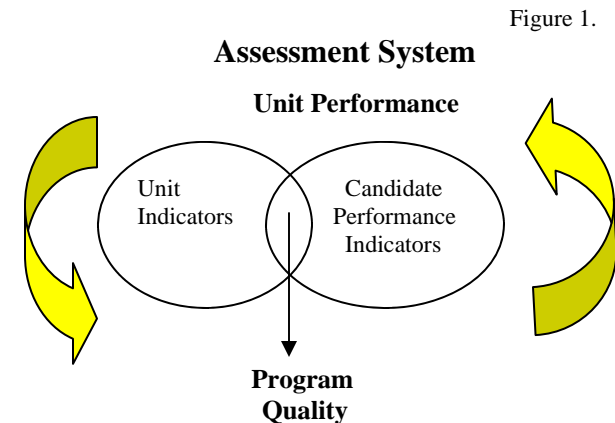 Figure 1.
Assessment System
Unit Performance
Unit
Indicators
Candidate
Performance
Indicators
Program
Quality